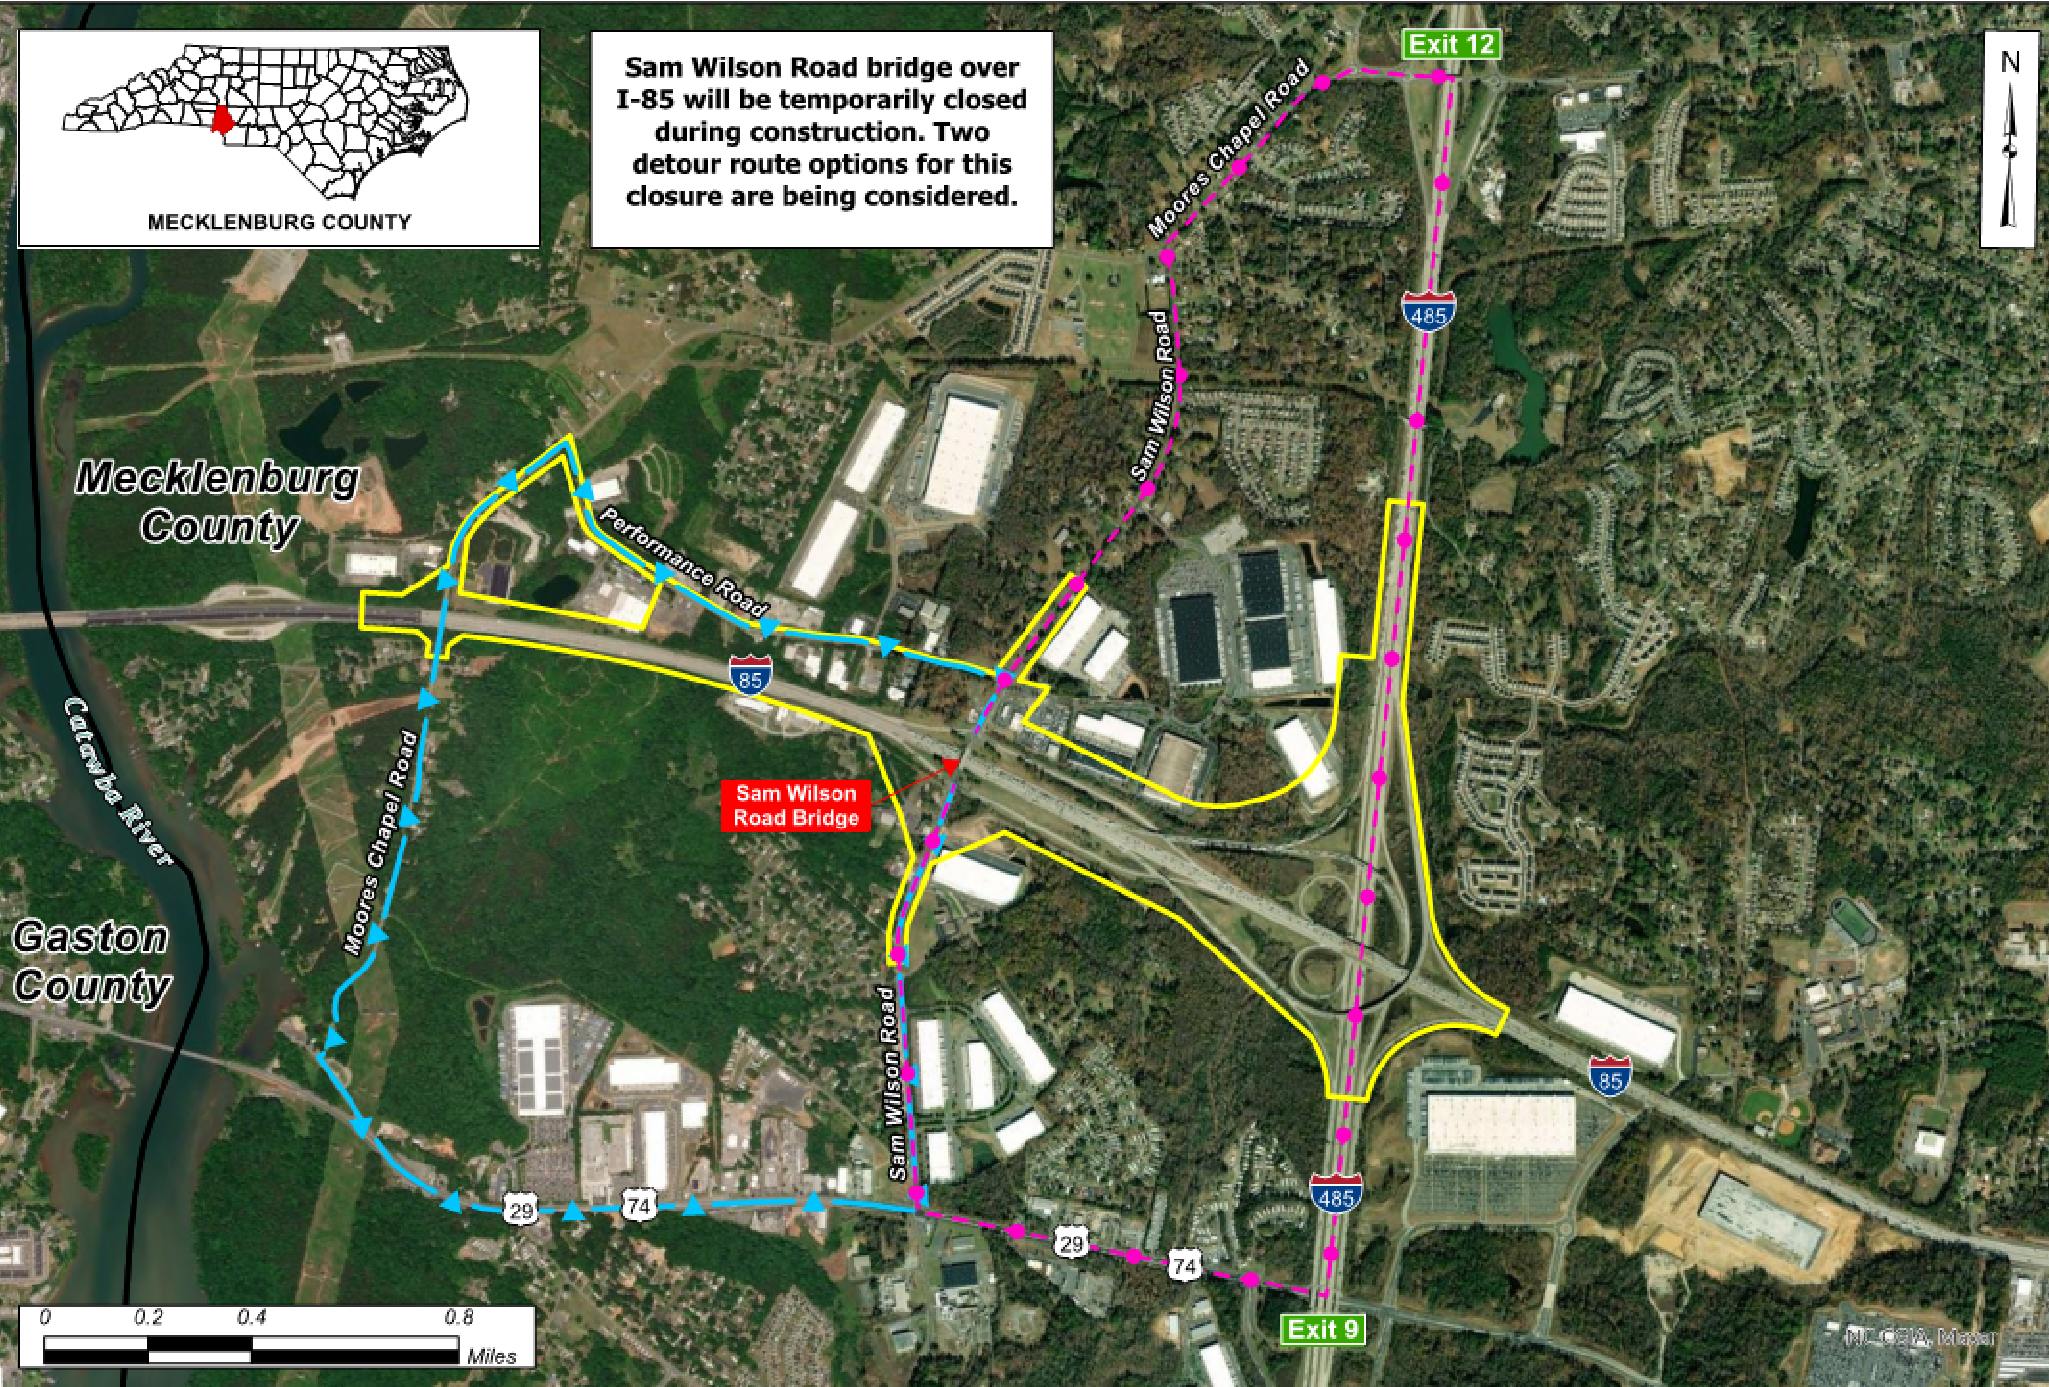 MECKLENBURG COUNTY
Sam Wilson Road bridge over
I-85 will be temporarily closed
during construction. Two
detour route options for this
closure are being considered.
Exit 12
N
Moores Chapel Road
485
Sam Wilson Road
Mecklenburg
County
Performance Road
85
Catawba River
Moores Chapel Road
Sam Wilson
Road Bridge
Gaston
County
Sam Wilson Road
85
485
29
74
29
74
Exit 9
0 0.2 0.4 0.8
Miles
NC CGIA, Maxar